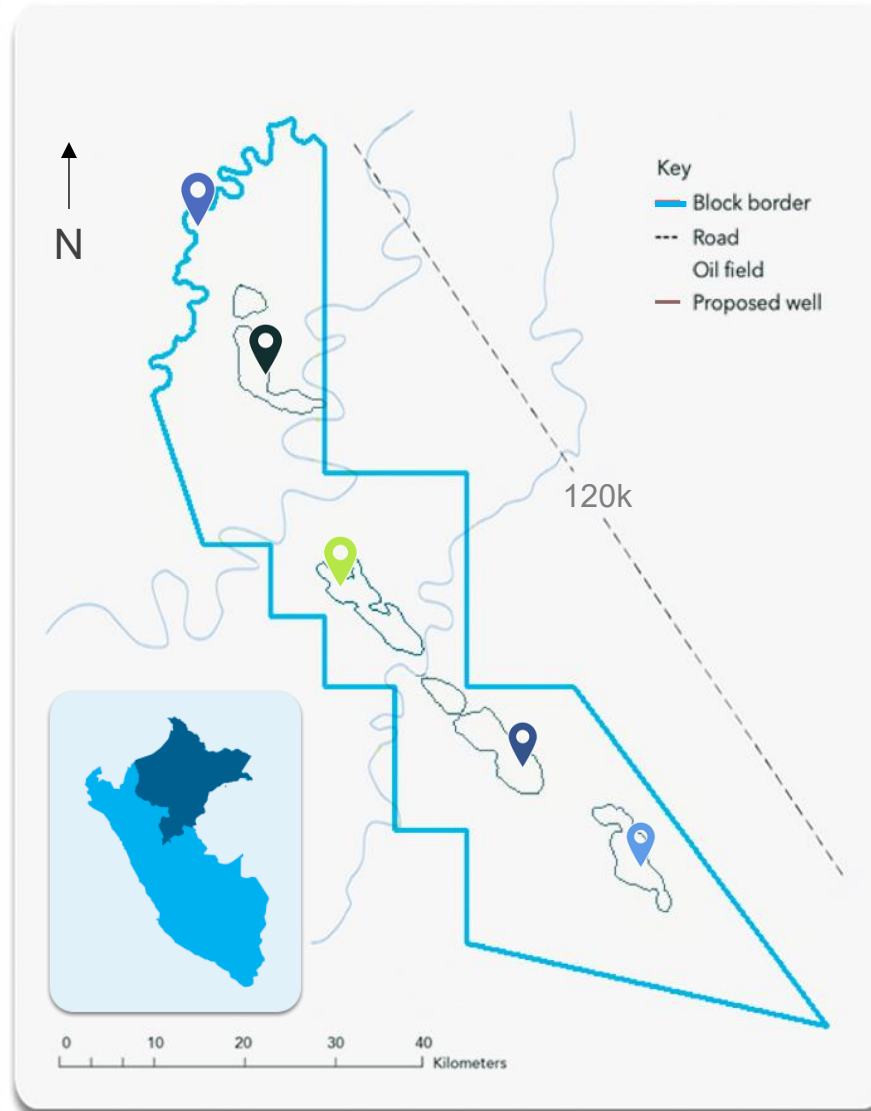 N
Key
Block border
Road
Oil field
Proposed well
120k
0 10 20 30 40
Kilometers